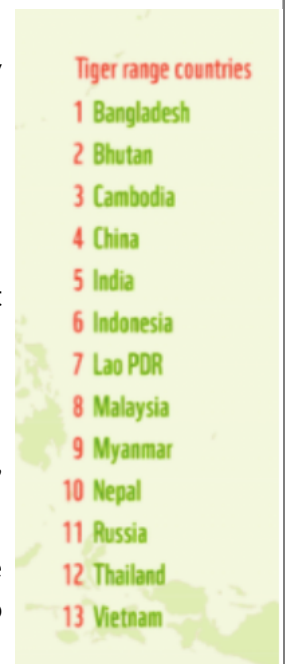 Tiger range countries
1 Bangladesh
2 Bhutan
3 Cambodia
4 China
5 India
6 Indonesia
7 Lao PDR
8 Malaysia
9 Myanmar
10 Nepal
11 Russia
12 Thailand
13 Vietnam